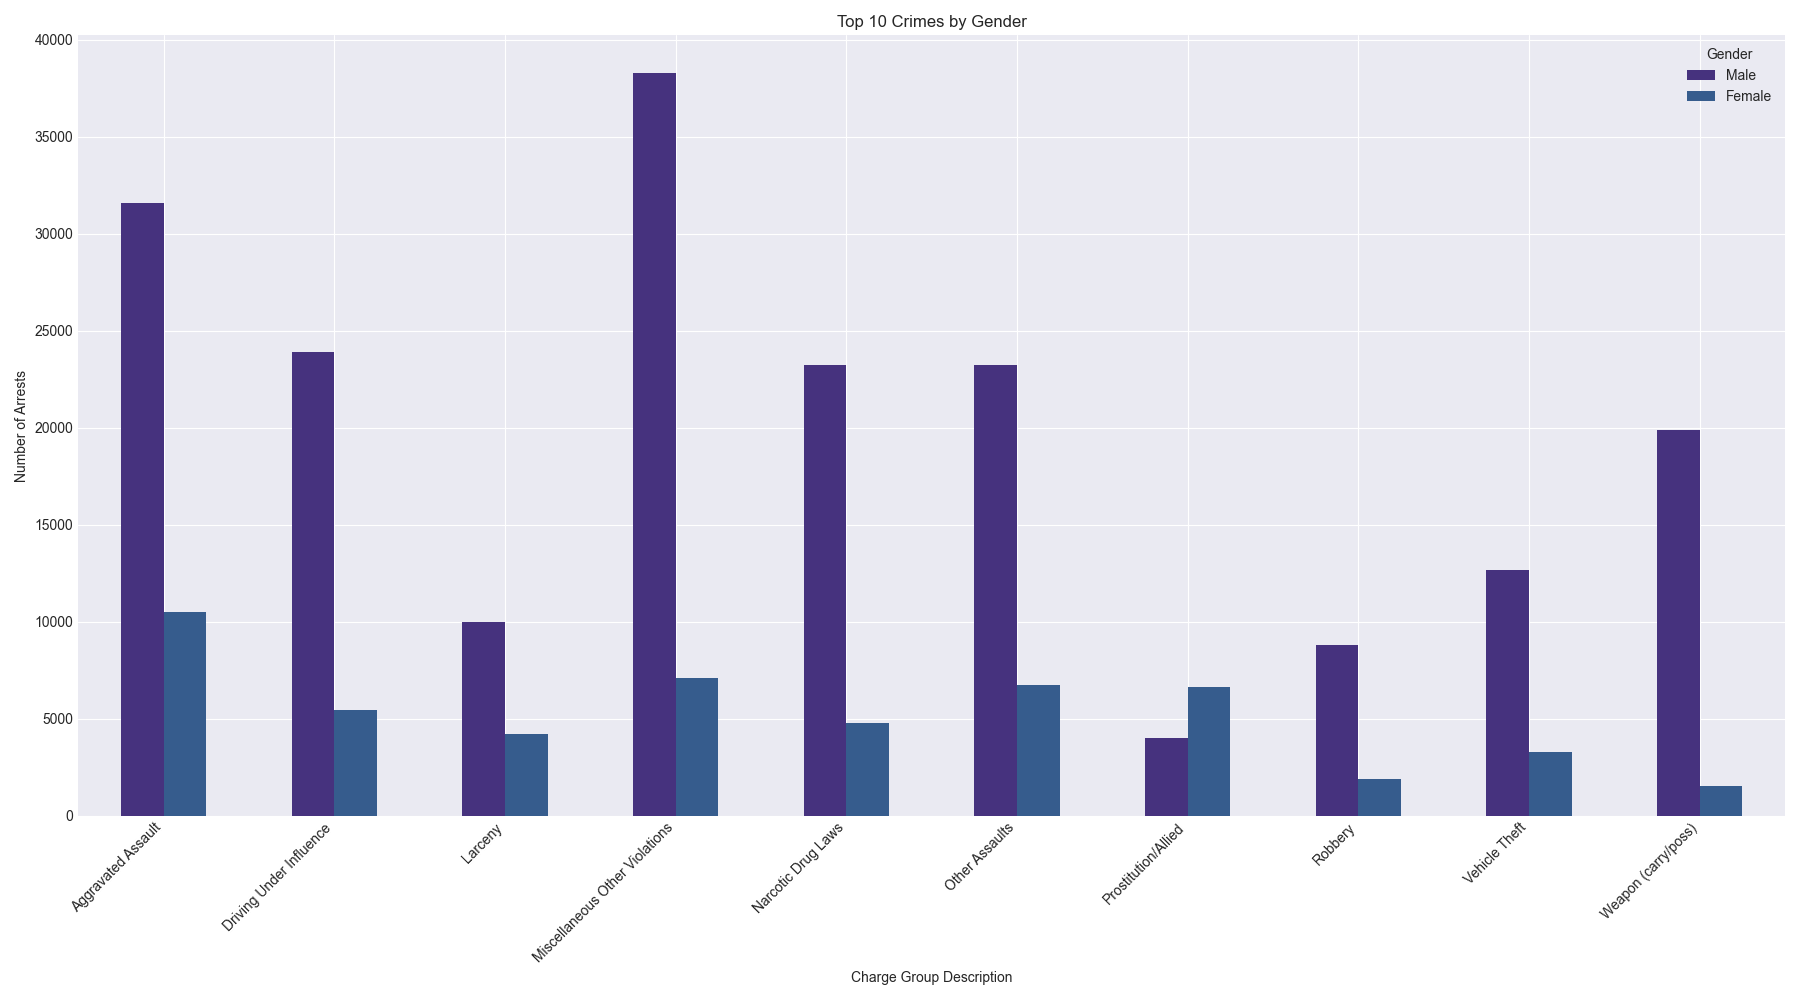 Top 10 Crimes by Gender
40000
35000
30000
25000
20000
15000
10000
5000
0
Number of Arrests
Gender
Male
Female
Aggravated Assault
Driving Under Influence
Larceny
Miscellaneous Other Violations
Narcotic Drug Laws
Other Assaults
Prostitution/Allied
Robbery
Vehicle Theft
Weapon (carry/poss)
Charge Group Description